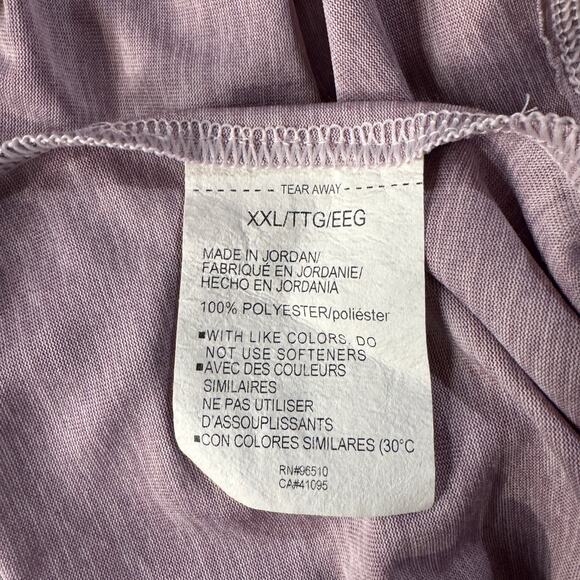 TEAR AWAY
XXL/TTG/EEG
MADE IN JORDAN/
FABRIQUÉ EN JORDANIE/
HECHO EN JORDANIA
100% POLYESTER/poliéster
■WITH LIKE COLORS. DO
NOT USE SOFTENERS
■AVEC DES COULEURS
SIMILAIRES
NE PAS UTILISER
D'ASSOUPLISSANTS
■CON COLORES SIMILARES (30°C
RN#96510
CA#41095